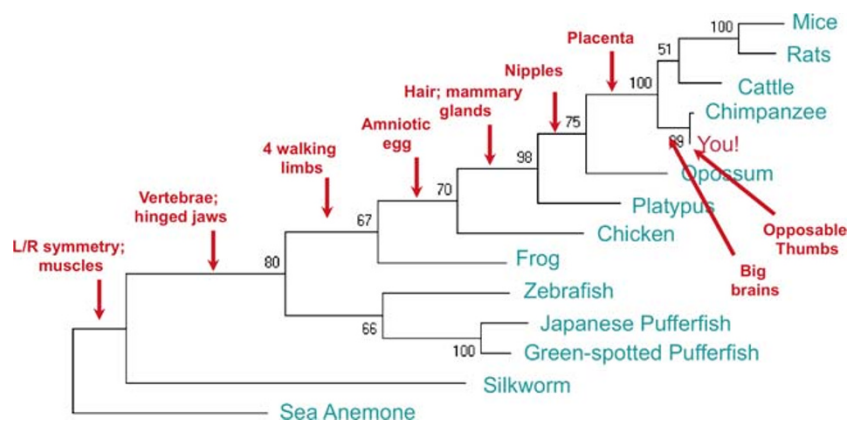 Mice
100
Placenta
51
Rats
Nipples
Cattle
100
Hair; mammary
glands
Chimpanzee
Amniotic
egg
75
99
You!
4 walking
limbs
98
Opossum
Vertebrae;
hinged jaws
70
Platypus
67
Chicken
Opposable
Thumbs
L/R symmetry;
muscles
80
Frog
Big
brains
Zebrafish
66
Japanese Pufferfish
100
Green-spotted Pufferfish
Silkworm
Sea Anemone